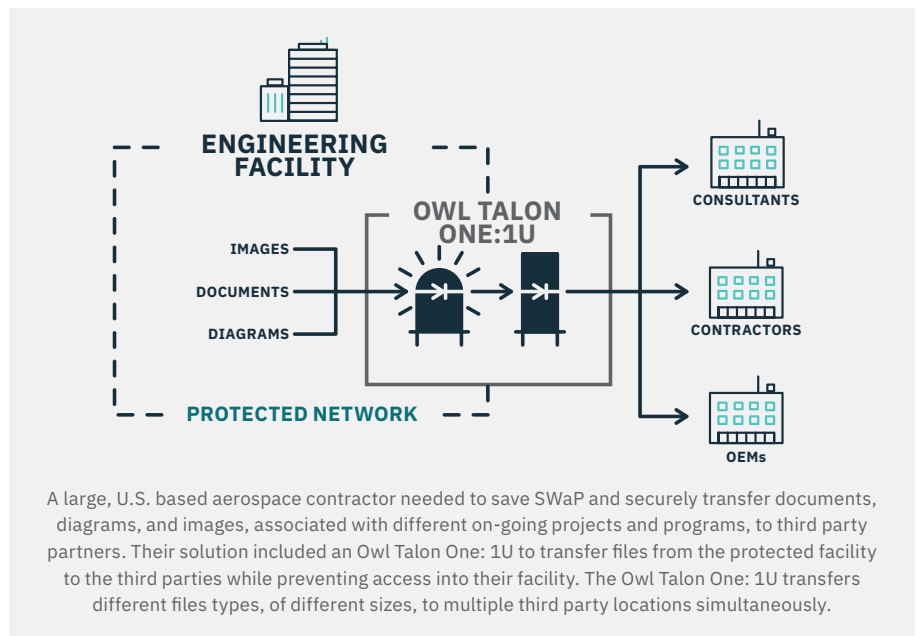 ENGINEERING
FACILITY
OWL TALON
ONE:1U
IMAGES
DOCUMENTS
DIAGRAMS
PROTECTED NETWORK
CONSULTANTS
CONTRACTORS
OEMs
A large, U.S. based aerospace contractor needed to save SWaP and securely transfer documents,
diagrams, and images, associated with different on-going projects and programs, to third party
partners. Their solution included an Owl Talon One: 1U to transfer files from the protected facility
to the third parties while preventing access into their facility. The Owl Talon One: 1U transfers
different files types, of different sizes, to multiple third party locations simultaneously.